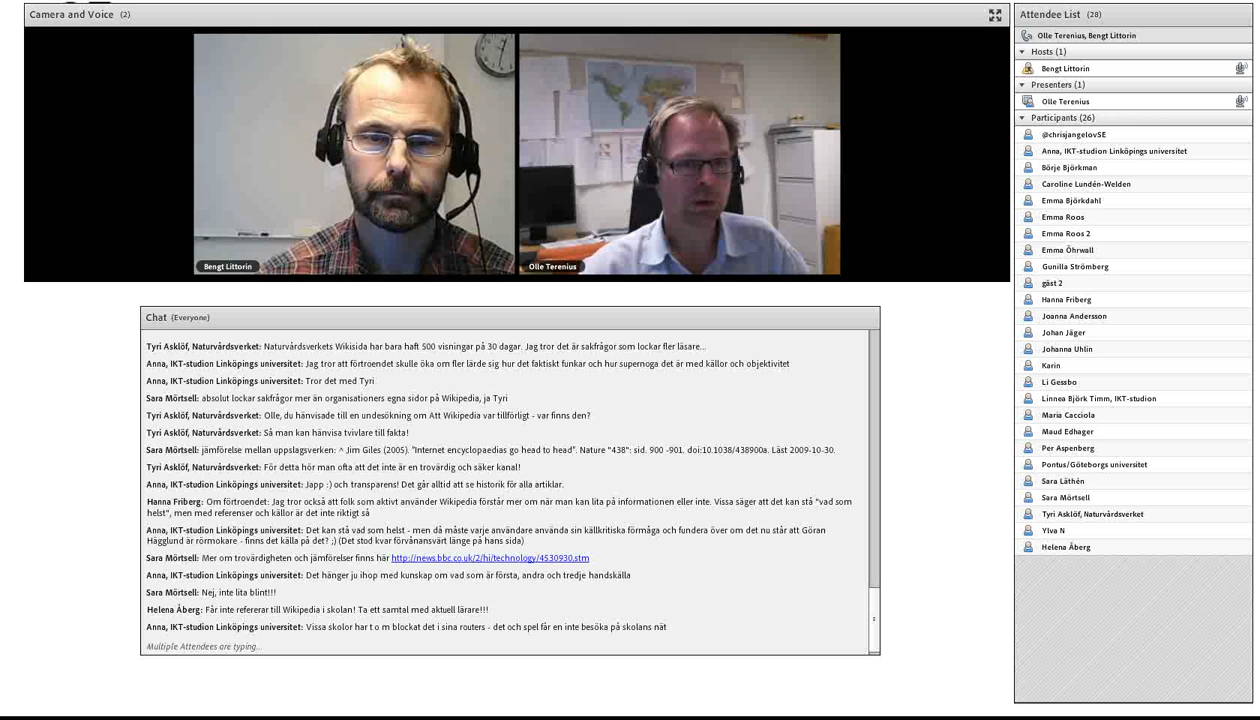 Camera and Voice (2)
Bengt Littorin
Olle Terenius
Chat (Everyone)
Tyri Asklöf, Naturvårdsverket: Naturvårdsverkets Wikisida har bara haft 500 visningar på 30 dagar. Jag tror det är sakfrågor som lockar fler läsare...
Anna, IKT-studion Linköpings universitet: Jag tror att förtroendet skulle öka om fler lärde sig hur det faktiskt funkar och hur supernoga det är med källor och objektivitet
Anna, IKT-studion Linköpings universitet: Tror det med Tyri
Sara Mörtsell: absolut lockar sakfrågor mer än organisationers egna sidor på Wikipedia, ja Tyri
Tyri Asklöf, Naturvårdsverket: Olle, du hänvisade till en undesökning om Att Wikipedia var tillförligt - var finns den?
Tyri Asklöf, Naturvårdsverket: Så man kan hänvisa tvivlare till fakta!
Sara Mörtsell: jämförelse mellan uppslagsverken: ^ Jim Giles (2005). "Internet encyclopaedias go head to head". Nature "438": sid. 900 -901. doi:10.1038/438900a. Läst 2009-10-30.
Tyri Asklöf, Naturvårdsverket: För detta hör man ofta att det inte är en trovärdig och säker kanal!
Anna, IKT-studion Linköpings universitet: Japp :) och transparens! Det går alltid att se historik för alla artiklar.
Hanna Friberg: Om förtroendet: Jag tror också att folk som aktivt använder Wikipedia förstår mer om när man kan lita på informationen eller inte. Vissa säger att det kan stå "vad som
helst", men med referenser och källor är det inte riktigt så
Anna, IKT-studion Linköpings universitet: Det kan stå vad som helst - men då måste varje användare använda sin källkritiska förmåga och fundera över om det nu står att Göran
Hägglund är rörmokare - finns det källa på det? ;) (Det stod kvar förvånansvärt länge på hans sida)
Sara Mörtsell: Mer om trovärdigheten och jämförelser finns här http://news.bbc.co.uk/2/hi/technology/4530930.stm
Anna, IKT-studion Linköpings universitet: Det hänger ju ihop med kunskap om vad som är första, andra och tredje handskälla
Sara Mörtsell: Nej, inte lita blint!!!
Helena Åberg: Får inte refererar till Wikipedia i skolan! Ta ett samtal med aktuell lärare!!!
Anna, IKT-studion Linköpings universitet: Vissa skolor har t o m blockat det i sina routers - det och spel får en inte besöka på skolans nät
Multiple Attendees are typing...
Attendee List (28)
Olle Terenius, Bengt Littorin
Hosts (1)
Bengt Littorin
Presenters (1)
Olle Terenius
Participants (26)
@chrisjangelovSE
Anna, IKT-studion Linköpings universitet
Börje Björkman
Caroline Lundén-Welden
Emma Björkdahl
Emma Roos
Emma Roos 2
Emma Öhrwall
Gunilla Strömberg
gäst 2
Hanna Friberg
Joanna Andersson
Johan Jäger
Johanna Uhlin
Karin
Li Gessbo
Linnea Björk Timm, IKT-studion
Maria Cacciola
Maud Edhager
Per Aspenberg
Pontus/Göteborgs universitet
Sara Låthén
Sara Mörtsell
Tyri Asklöf, Naturvårdsverket
Ylva N
Helena Åberg